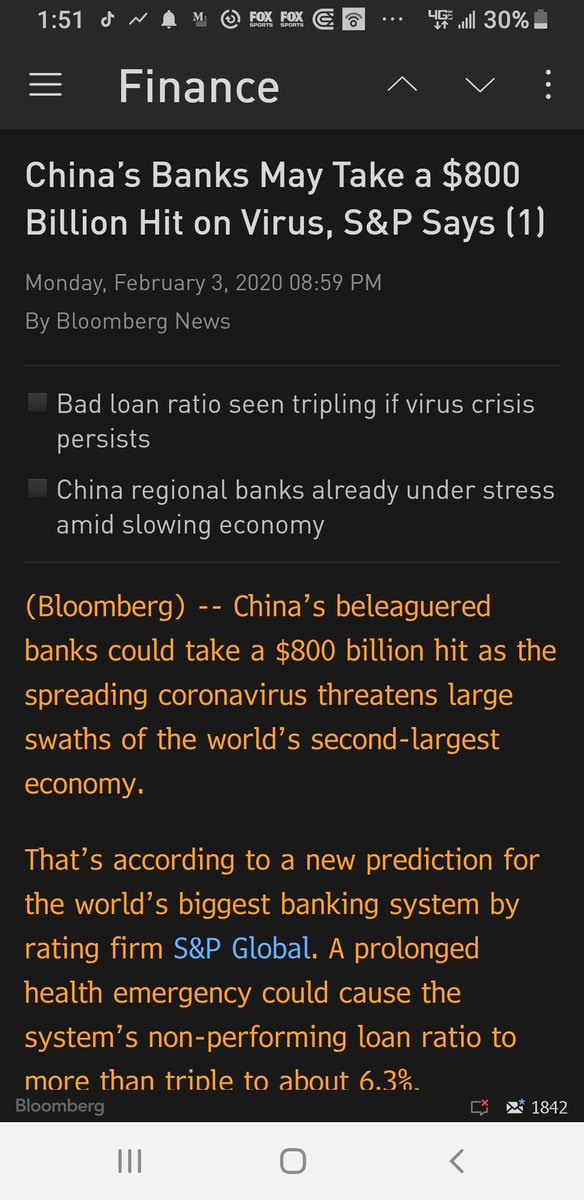 1:51 FOX SPORTS FOX SPORTS ... 4GE 30%
Finance
China’s Banks May Take a $800
Billion Hit on Virus, S&P Says (1)
Monday, February 3, 2020 08:59 PM
By Bloomberg News
Bad loan ratio seen tripling if virus crisis
persists
China regional banks already under stress
amid slowing economy
(Bloomberg) -- China’s beleaguered
banks could take a $800 billion hit as the
spreading coronavirus threatens large
swaths of the world’s second-largest
economy.
That’s according to a new prediction for
the world’s biggest banking system by
rating firm S&P Global. A prolonged
health emergency could cause the
system’s non-performing loan ratio to
more than triple to about 6.3%.
Bloomberg 1842